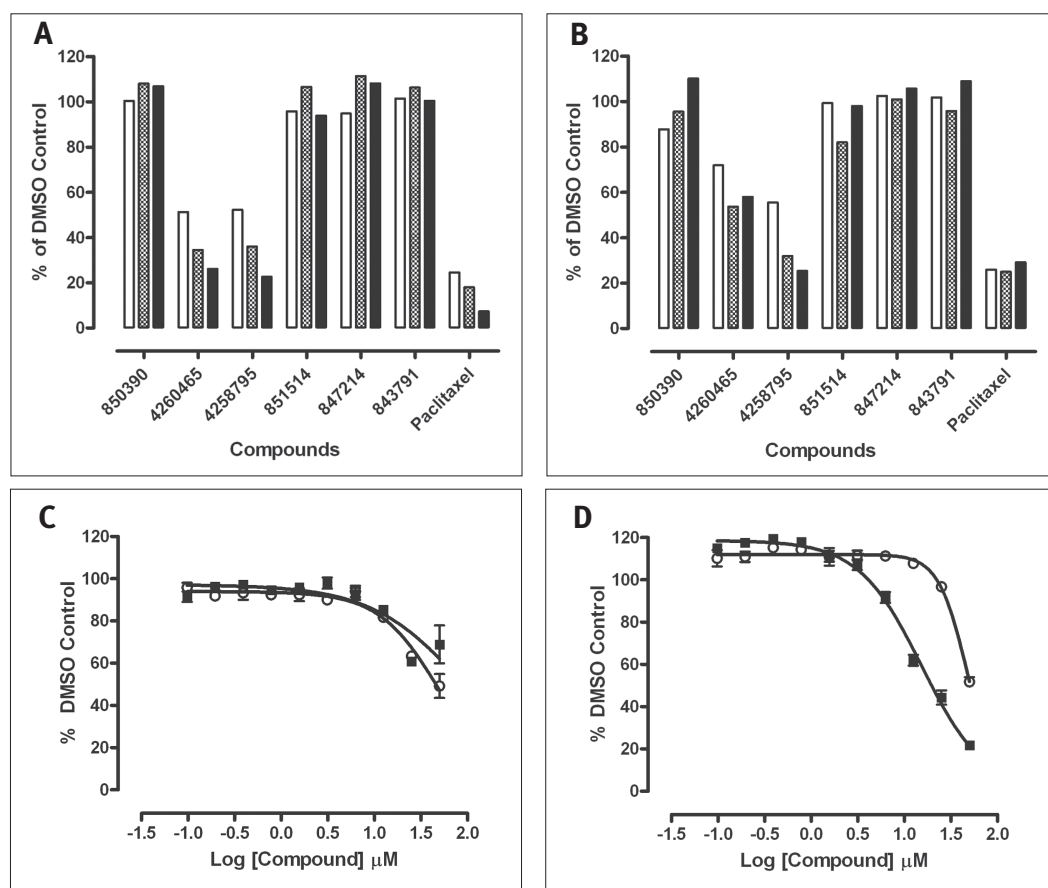 A
% of DMSO Control
120
100
80
60
40
20
0
850390
4260465
4258795
851514
847214
843791
Paclitaxel
Compounds
B
% of DMSO Control
120
100
80
60
40
20
0
850390
4260465
4258795
851514
847214
843791
Paclitaxel
Compounds
C
% DMSO Control
120
100
80
60
40
20
0
-1.5 -1.0 -0.5 0.0 0.5 1.0 1.5 2.0
Log [Compound] μM
D
% DMSO Control
120
100
80
60
40
20
0
-1.5 -1.0 -0.5 0.0 0.5 1.0 1.5 2.0
Log [Compound] μM